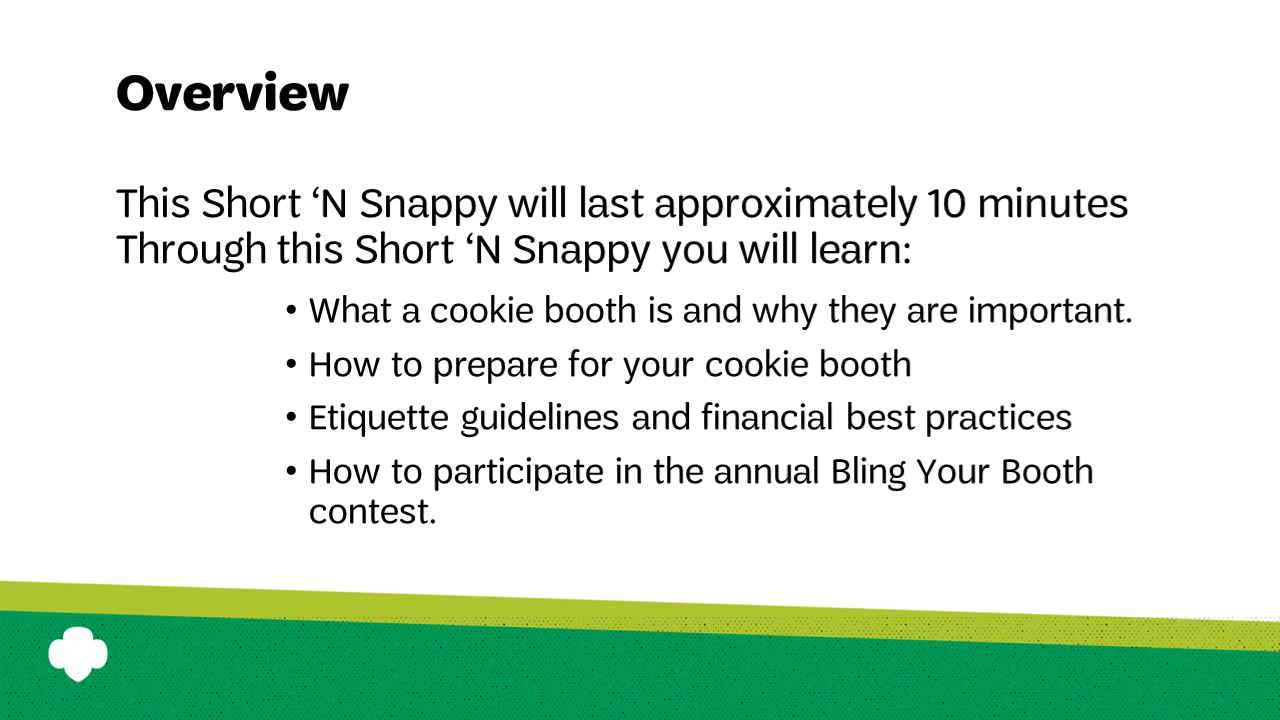 Overview
This Short ‘N Snappy will last approximately 10 minutes
Through this Short ‘N Snappy you will learn:
• What a cookie booth is and why they are important.
• How to prepare for your cookie booth
• Etiquette guidelines and financial best practices
• How to participate in the annual Bling Your Booth
contest.